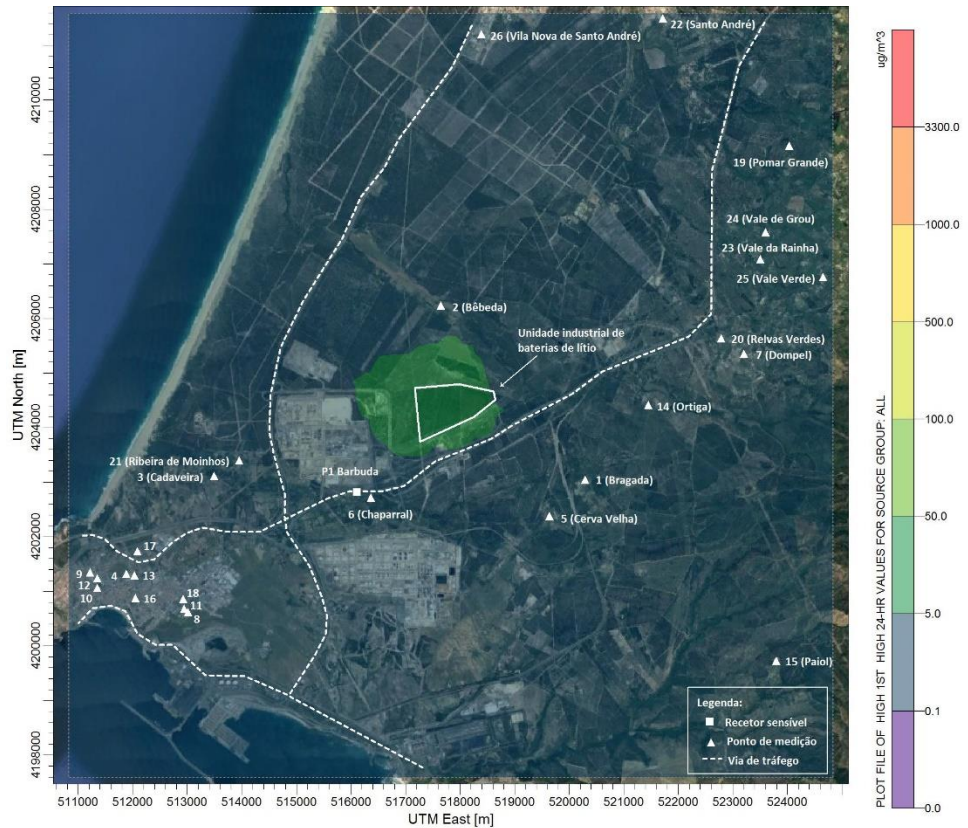 22 (Santo André)
26 (Vila Nova de Santo André)
19 (Pomar Grande)
24 (Vale de Grou)
23 (Vale da Rainha)
25 (Vale Verde)
2 (Bêbeda)
Unidade industrial de
baterias de lítio
20 (Relvas Verdes)
7 (Dompel)
14 (Ortiga)
21 (Ribeira de Moinhos)
3 (Cadaveira)
P1 Barbuda
6 (Chaparral)
1 (Bragada)
5 (Cerva Velha)
17
9
4
13
12
10
16
18
11
8
15 (Paiol)
Legenda:
Recetor sensível
Ponto de medição
Via de tráfego
UTM North [m]
4210000
4208000
4206000
4204000
4202000
4200000
4198000
511000 512000 513000 514000 515000 516000 517000 518000 519000 520000 521000 522000 523000 524000
UTM East [m]
PLOT FILE OF HIGH 1ST HIGH 24-HR VALUES FOR SOURCE GROUP: ALL
ug/m^3
3300.0
1000.0
500.0
100.0
50.0
5.0
0.1
0.0